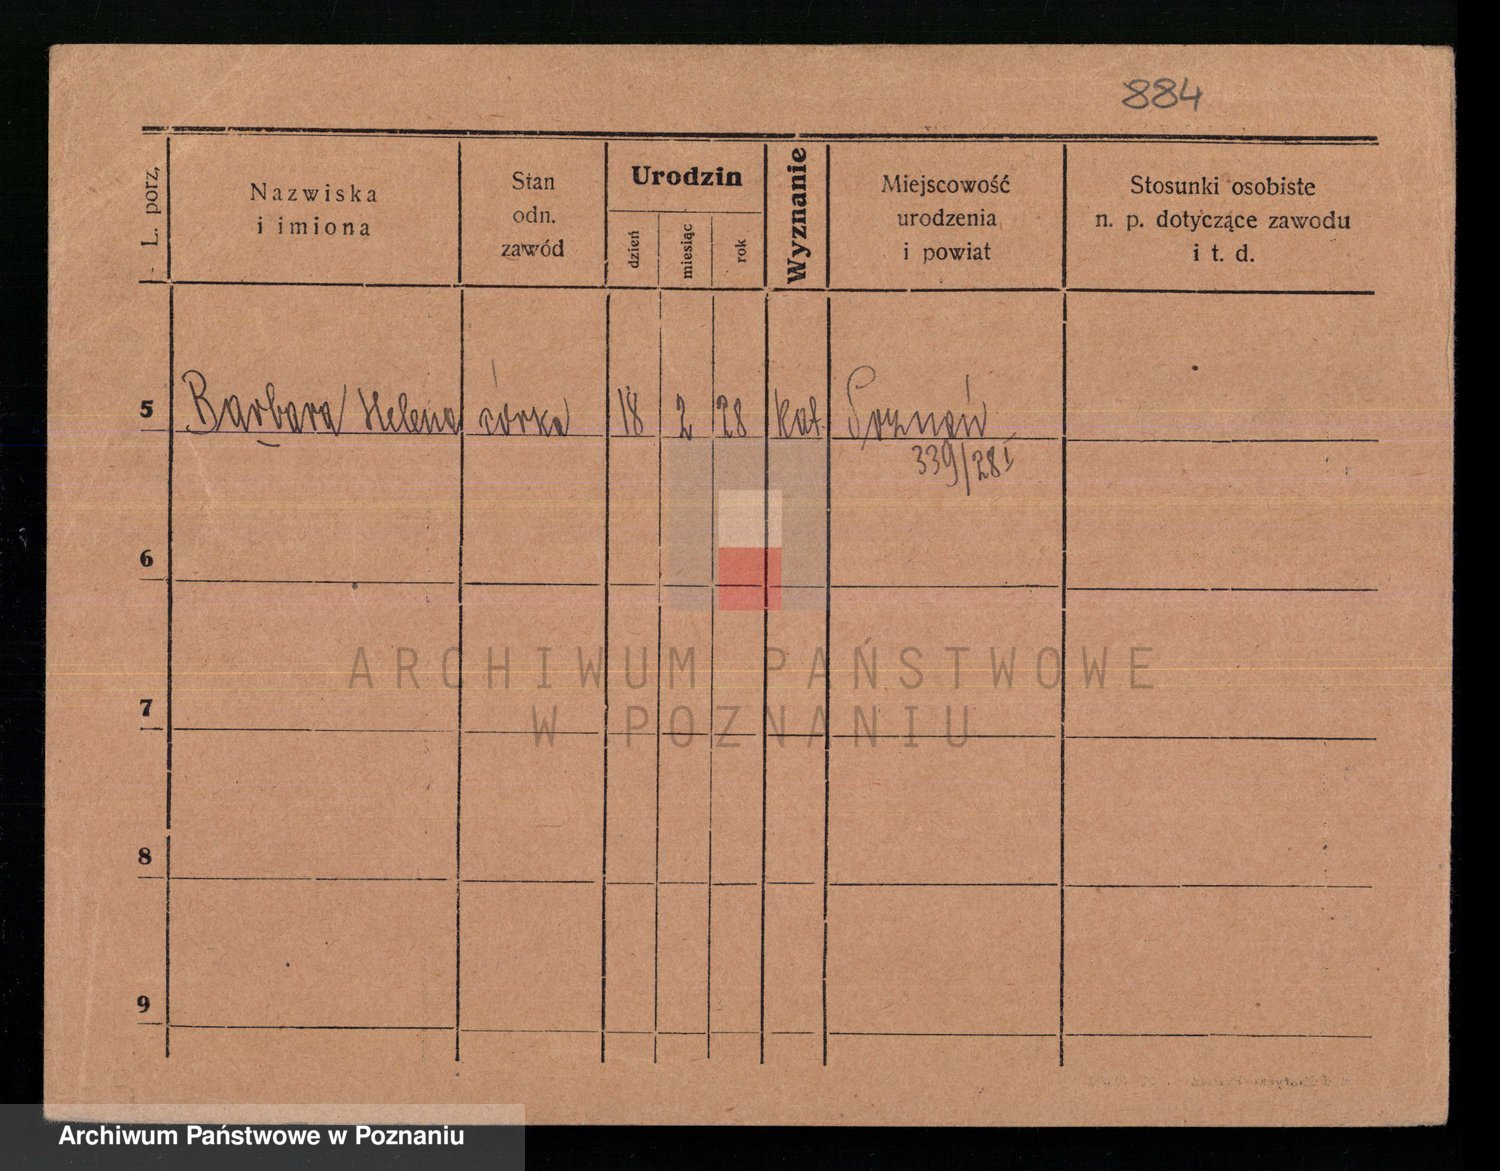 884
L. porz.
Nazwiska
i imiona
Stan
odn.
zawód
Urodzin
dzień
miesiąc
rok
Wyznanie
Miejscowość
urodzenia
i powiat
Stosunki osobiste
n. p. dotyczące zawodu
i t. d.
5 Barbara Helena córka 18 2 28 kat. Poznań
339/28 I
6
7
8
9
ARCHIWUM PAŃSTWOWE
W POZNANIU
Archiwum Państwowe w Poznaniu